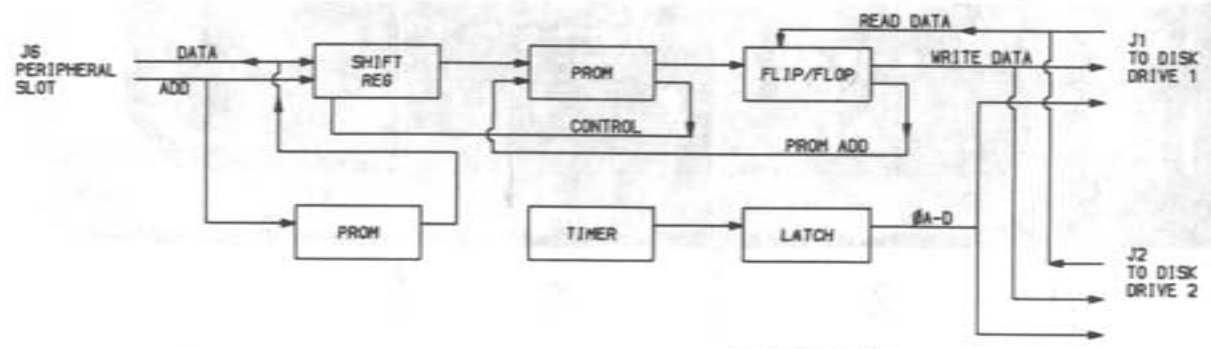 READ DATA
J6
PERIPHERAL
SLOT
DATA
ADD
SHIFT
REG
PROM
FLIP/FLOP
WRITE DATA
J1
TO DISK
DRIVE 1
CONTROL
PROM ADD
PROM
TIMER
LATCH
ØA-D
J2
TO DISK
DRIVE 2